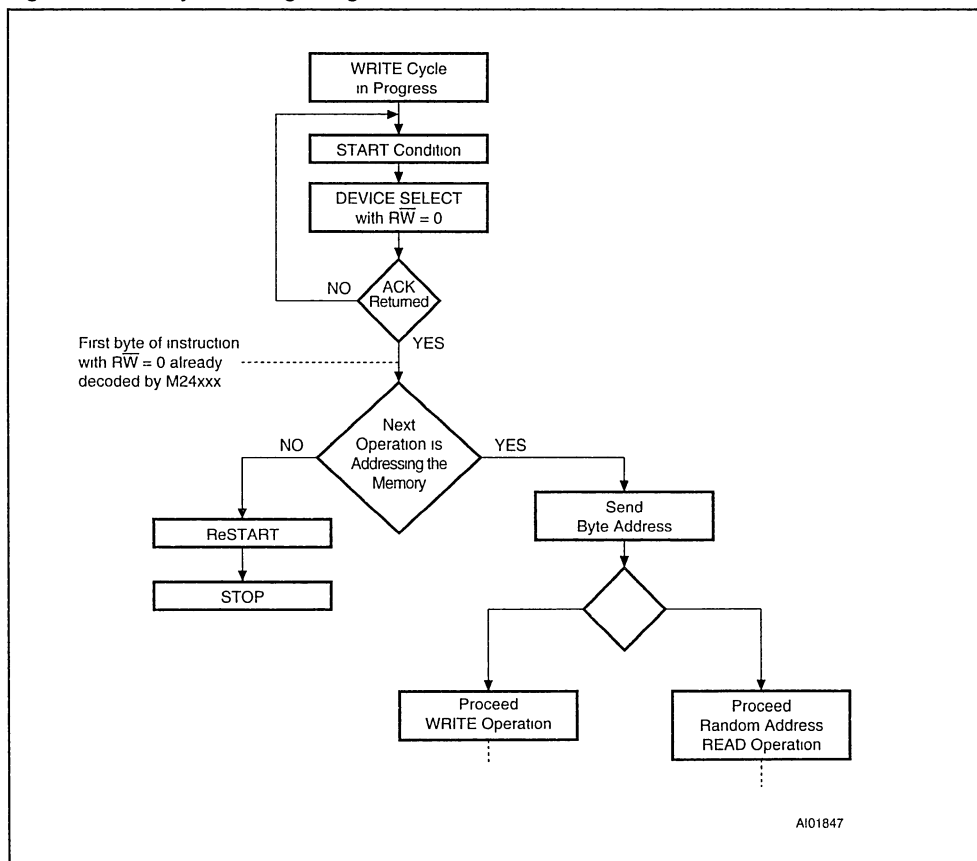 WRITE Cycle
in Progress
START Condition
DEVICE SELECT
with RW̅ = 0
ACK
Returned
NO
YES
First byte of instruction
with RW̅ = 0 already
decoded by M24xxx
Next
Operation is
Addressing the
Memory
NO
YES
Send
Byte Address
ReSTART
STOP
Proceed
WRITE Operation
Proceed
Random Address
READ Operation
AI01847